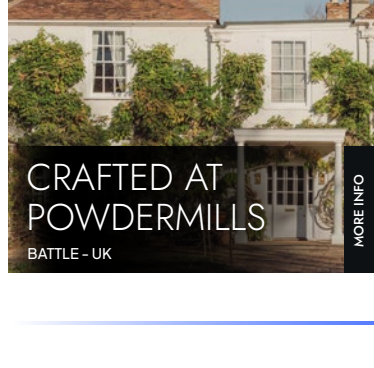 CRAFTED AT
POWDERMILLS
BATTLE - UK
MORE INFO